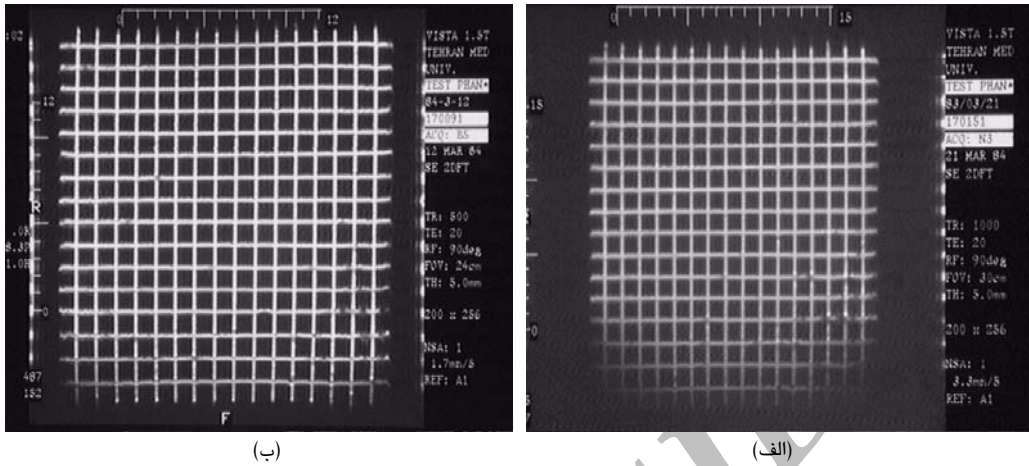 0 12
:02
12
R
0
487
152
F
VISTA 1.5T
TEHRAN MED
UNIV.
TEST PHAN*
84-3-12
170091
ACQ: B5
12 MAR 84
SE 2DFT
TR: 500
TE: 20
RF: 90deg
FOV: 24cm
TH: 5.0mm
200 x 256
NSA: 1
1.7mn/S
REF: A1
(ب)
0 15
15
0
VISTA 1.5T
TEHRAN MED
UNIV.
TEST PHAN*
83/03/21
170151
ACQ: N3
21 MAR 84
SE 2DFT
TR: 1000
TE: 20
RF: 90deg
FOV: 30cm
TH: 5.0mm
200 x 256
NSA: 1
3.3mn/S
REF: A1
(الف)